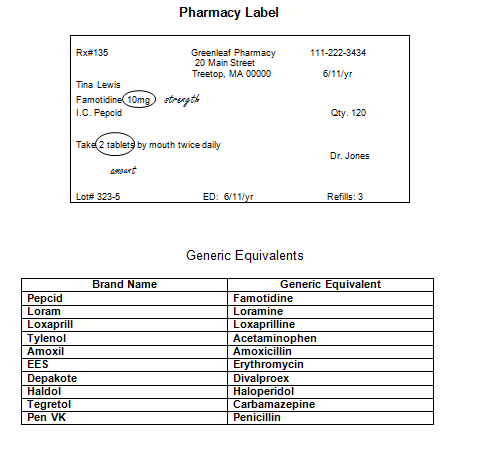 Pharmacy Label
Rx#135 Greenleaf Pharmacy 111-222-3434
20 Main Street
Treetop, MA 00000 6/11/yr
Tina Lewis
Famotidine 10mg strength
I.C. Pepcid Qty. 120
Take 2 tablets by mouth twice daily
Dr. Jones
amount
Lot# 323-5 ED: 6/11/yr Refills: 3
Generic Equivalents
Brand Name Generic Equivalent
Pepcid Famotidine
Loram Loramine
Loxaprill Loxaprilline
Tylenol Acetaminophen
Amoxil Amoxicillin
EES Erythromycin
Depakote Divalproex
Haldol Haloperidol
Tegretol Carbamazepine
Pen VK Penicillin